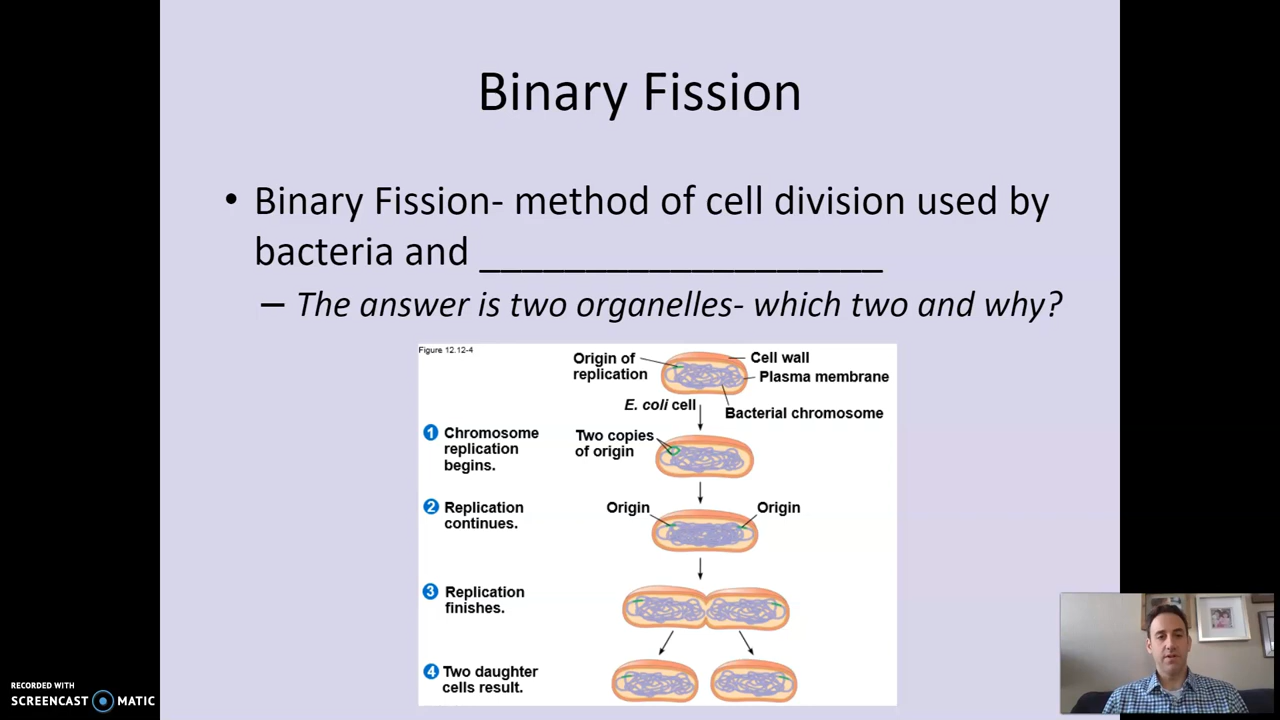 Binary Fission
• Binary Fission- method of cell division used by
bacteria and ___________________
– The answer is two organelles- which two and why?
Figure 12.12-4
Origin of
replication
Cell wall
Plasma membrane
E. coli cell
Bacterial chromosome
1 Chromosome
replication
begins.
Two copies
of origin
2 Replication
continues.
Origin
Origin
3 Replication
finishes.
4 Two daughter
cells result.
RECORDED WITH
SCREENCAST MATIC